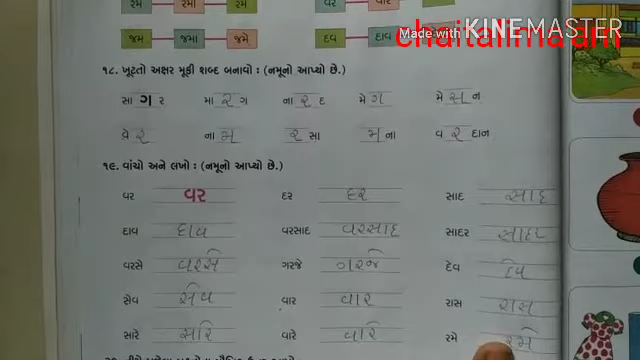 રમ રમા રમે વર વાર
જમ જમા જમે દવ દાવ
Made with KINEMASTER
chaitalimaam
૧૮. ખૂટતો અક્ષર મૂકી શબ્દ બનાવો : (નમૂનો આપ્યો છે.)
સા ગ ર મા ર ગ ના ર દ મે ગ મે સ ન
વે ર ના મ ર સા મ ના વ ર દાન
૧૯. વાંચો અને લખો : (નમૂનો આપ્યો છે.)
વર વર દર દર સાદ સાદ
દાવ દાવ વરસાદ વરસાદ સાદર સાદર
વરસે વરસે ગરજે ગરજે દેવ દેવ
સેવ સેવ વાર વાર રાસ રાસ
સારે સારે વારે વારે રમે રમે